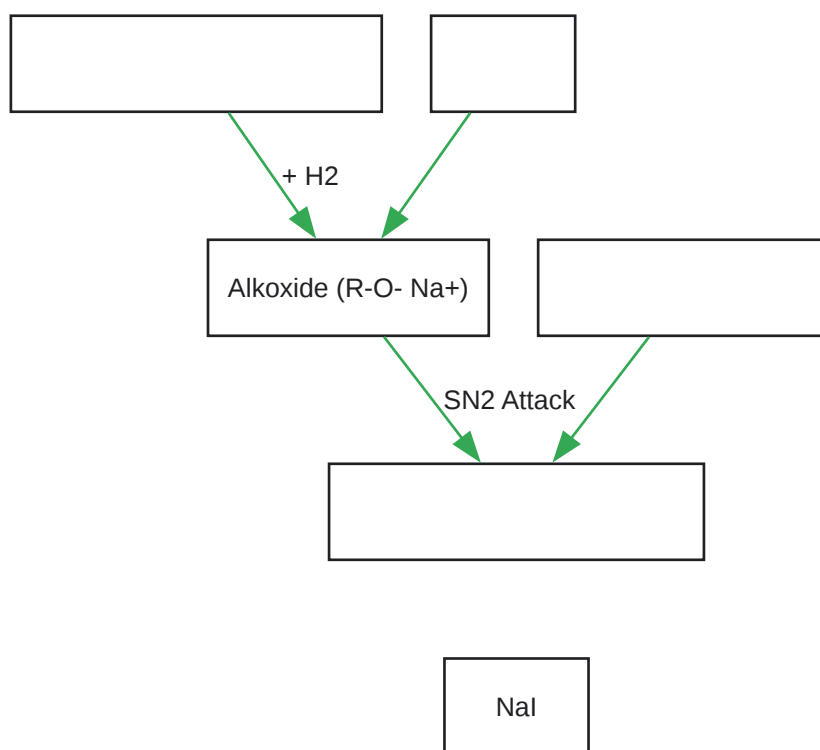 + H2
Alkoxide (R-O- Na+)
SN2 Attack
NaI